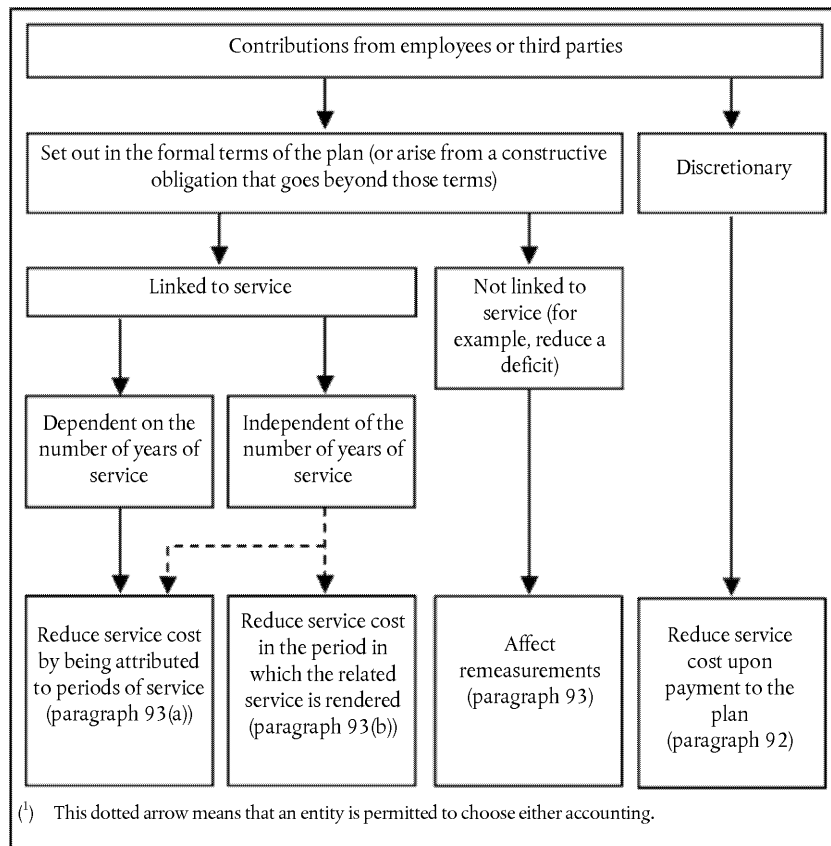 Contributions from employees or third parties
Set out in the formal terms of the plan (or arise from a constructive
obligation that goes beyond those terms)
Discretionary
Linked to service
Not linked to
service (for
example, reduce a
deficit)
Dependent on the
number of years of
service
Independent of the
number of years of
service
Reduce service cost
by being attributed
to periods of service
(paragraph 93(a))
Reduce service cost
in the period in
which the related
service is rendered
(paragraph 93(b))
Affect
remeasurements
(paragraph 93)
Reduce service
cost upon
payment to the
plan
(paragraph 92)
(¹) This dotted arrow means that an entity is permitted to choose either accounting.